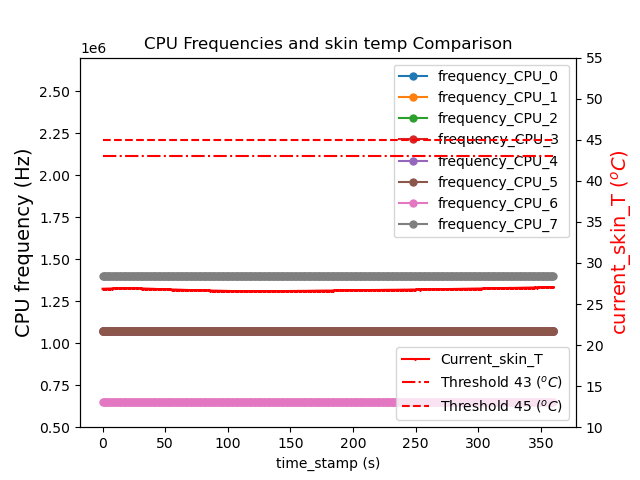 CPU Frequencies and skin temp Comparison
1e6
CPU frequency (Hz)
2.50
2.25
2.00
1.75
1.50
1.25
1.00
0.75
0.50
frequency_CPU_0
frequency_CPU_1
frequency_CPU_2
frequency_CPU_3
frequency_CPU_4
frequency_CPU_5
frequency_CPU_6
frequency_CPU_7
Current_skin_T
Threshold 43 (°C)
Threshold 45 (°C)
55
50
45
40
35
30
25
20
15
10
current_skin_T (°C)
0 50 100 150 200 250 300 350
time_stamp (s)